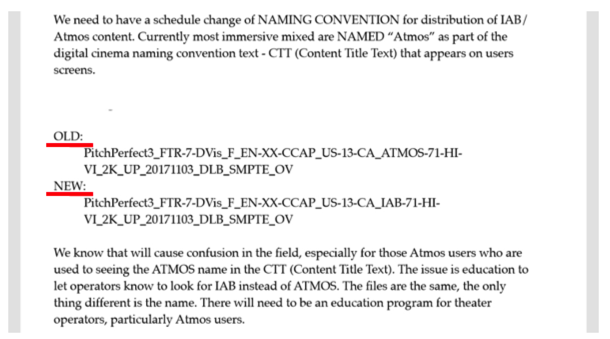 We need to have a schedule change of NAMING CONVENTION for distribution of IAB/
Atmos content. Currently most immersive mixed are NAMED “Atmos” as part of the
digital cinema naming convention text - CTT (Content Title Text) that appears on users
screens.
OLD:
PitchPerfect3_FTR-7-DVis_F_EN-XX-CCAP_US-13-CA_ATMOS-71-HI-
VI_2K_UP_20171103_DLB_SMPTE_OV
NEW:
PitchPerfect3_FTR-7-DVis_F_EN-XX-CCAP_US-13-CA_IAB-71-HI-
VI_2K_UP_20171103_DLB_SMPTE_OV
We know that will cause confusion in the field, especially for those Atmos users who are
used to seeing the ATMOS name in the CTT (Content Title Text). The issue is education to
let operators know to look for IAB instead of ATMOS. The files are the same, the only
thing different is the name. There will need to be an education program for theater
operators, particularly Atmos users.